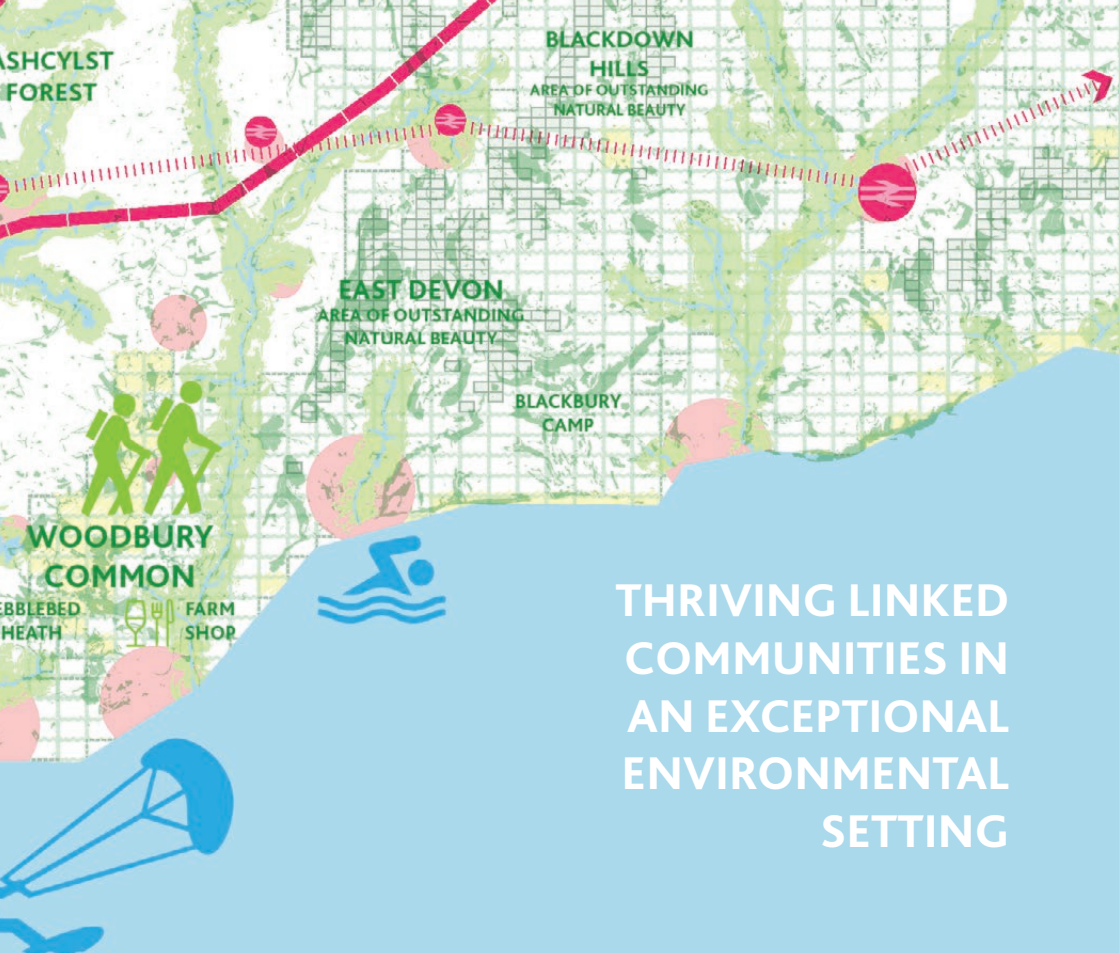 BLACKDOWN
HILLS
AREA OF OUTSTANDING
NATURAL BEAUTY
ASHCYLST
FOREST
EAST DEVON
AREA OF OUTSTANDING
NATURAL BEAUTY
BLACKBURY
CAMP
WOODBURY
COMMON
EBBLEBED
HEATH
FARM
SHOP
THRIVING LINKED
COMMUNITIES IN
AN EXCEPTIONAL
ENVIRONMENTAL
SETTING